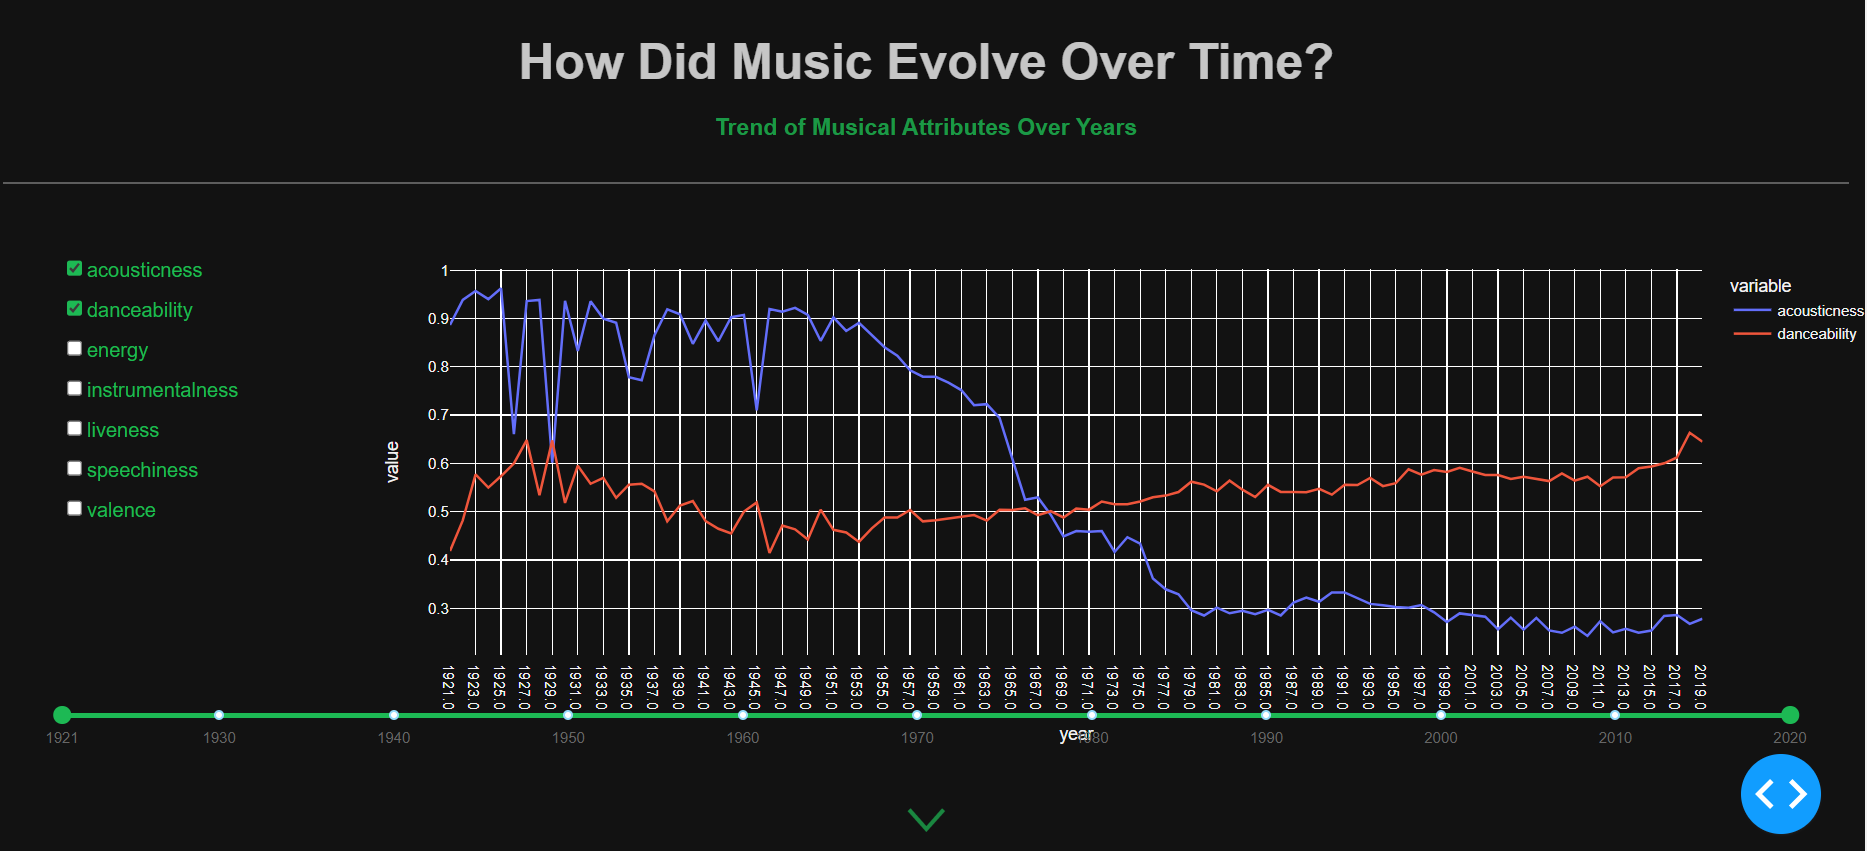 How Did Music Evolve Over Time?
Trend of Musical Attributes Over Years
acousticness
danceability
energy
instrumentalness
liveness
speechiness
valence
value
1
0.9
0.8
0.7
0.6
0.5
0.4
0.3
variable
acousticness
danceability
1921.0 1923.0 1925.0 1927.0 1929.0 1931.0 1933.0 1935.0 1937.0 1939.0 1941.0 1943.0 1945.0 1947.0 1949.0 1951.0 1953.0 1955.0 1957.0 1959.0 1961.0 1963.0 1965.0 1967.0 1969.0 1971.0 1973.0 1975.0 1977.0 1979.0 1981.0 1983.0 1985.0 1987.0 1989.0 1991.0 1993.0 1995.0 1997.0 1999.0 2001.0 2003.0 2005.0 2007.0 2009.0 2011.0 2013.0 2015.0 2017.0 2019.0
year
1921 1930 1940 1950 1960 1970 1980 1990 2000 2010 2020